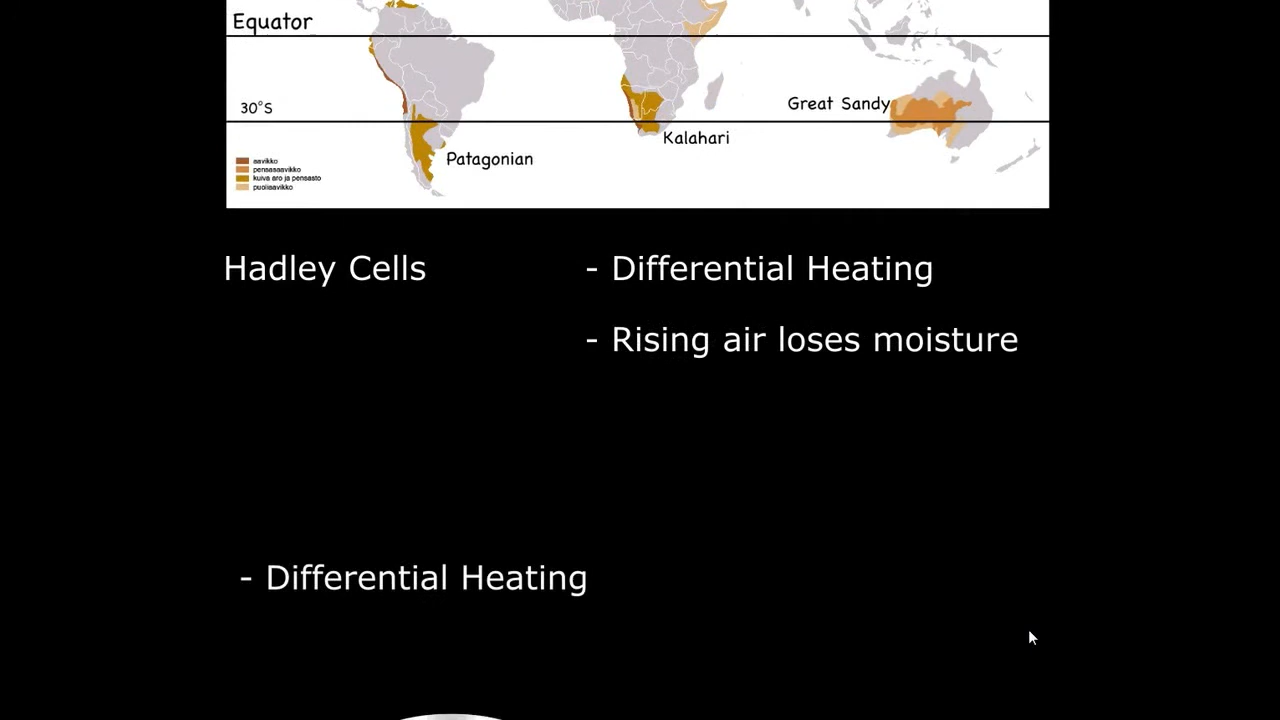 Equator
30°S
Great Sandy
Kalahari
Patagonian
aavikko
pensasaavikko
kuiva aro ja pensasto
puoliaavikko
Hadley Cells
- Differential Heating
- Rising air loses moisture
- Differential Heating